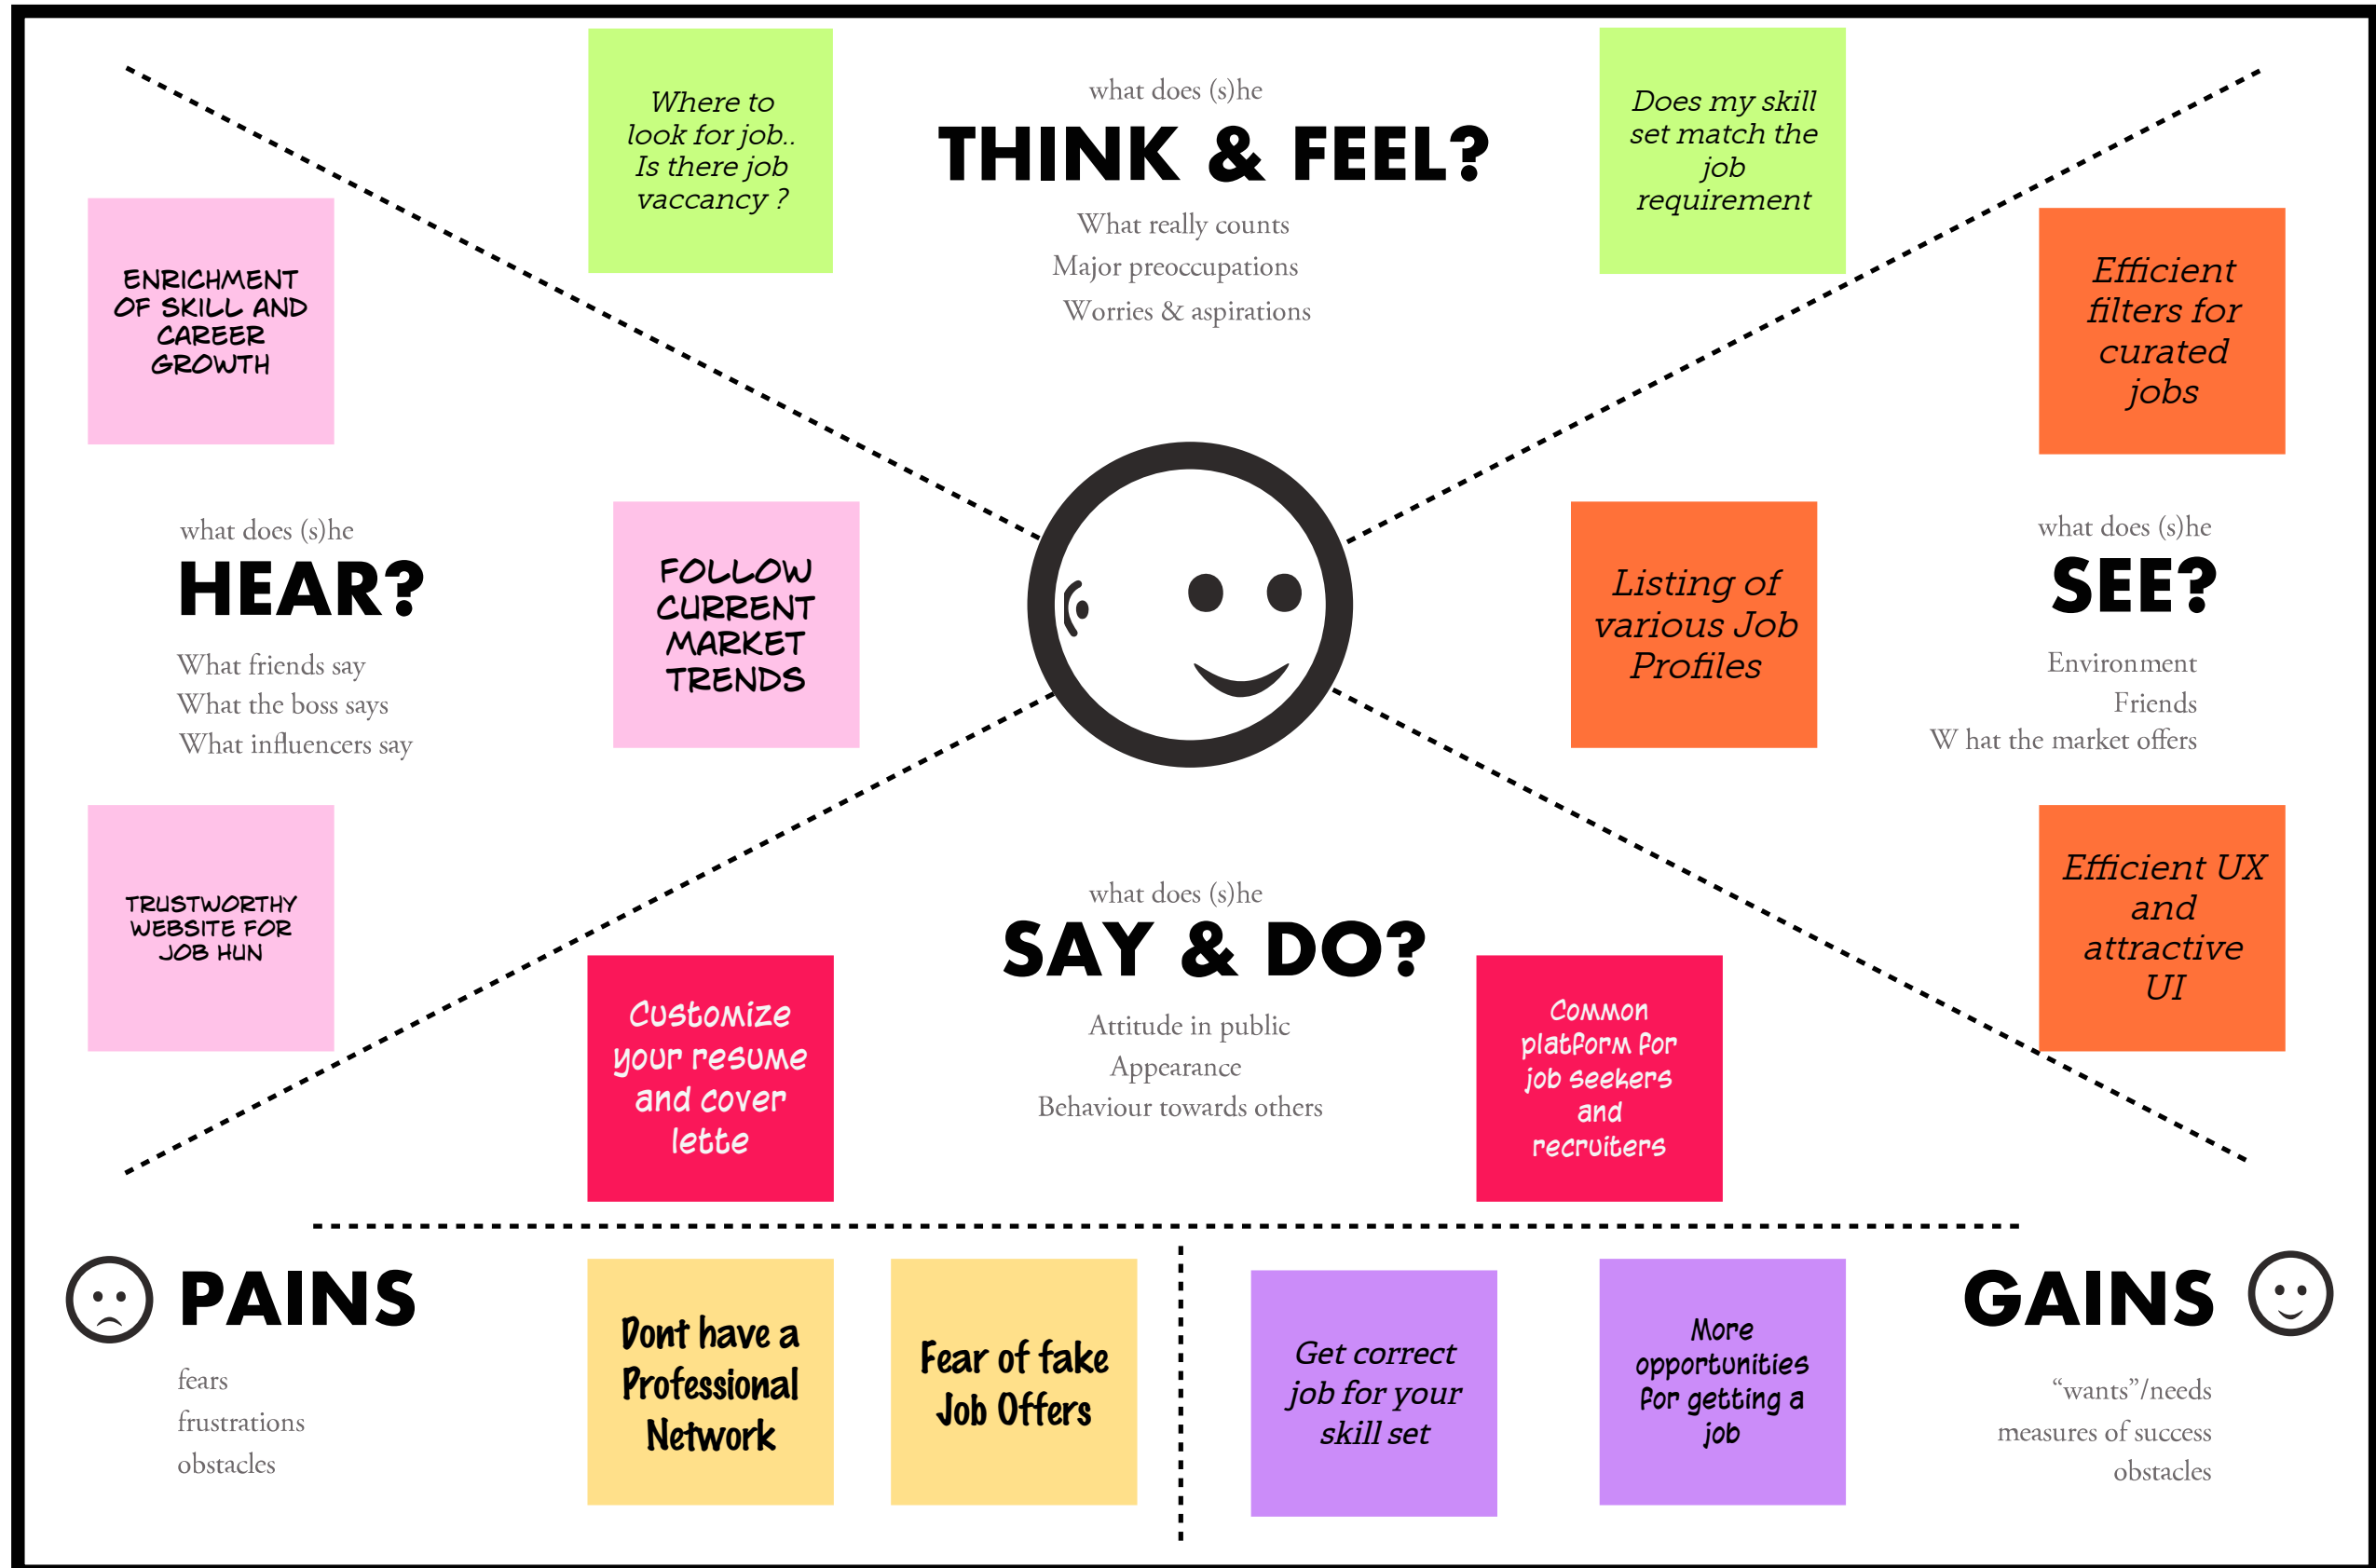 what does (s)he
THINK & FEEL?
What really counts
Major preoccupations
Worries & aspirations
Where to
look for job..
Is there job
vaccancy ?
Does my skill
set match the
job
requirement
ENRICHMENT
OF SKILL AND
CAREER
GROWTH
what does (s)he
HEAR?
What friends say
What the boss says
What influencers say
FOLLOW
CURRENT
MARKET
TRENDS
TRUSTWORTHY
WEBSITE FOR
JOB HUN
Efficient
filters for
curated
jobs
Listing of
various Job
Profiles
what does (s)he
SEE?
Environment
Friends
W hat the market offers
Efficient UX
and
attractive
UI
what does (s)he
SAY & DO?
Attitude in public
Appearance
Behaviour towards others
Customize
your resume
and cover
lette
Common
platform for
job seekers
and
recruiters
PAINS
fears
frustrations
obstacles
Dont have a
Professional
Network
Fear of fake
Job Offers
Get correct
job for your
skill set
More
opportunities
for getting a
job
GAINS
“wants”/needs
measures of success
obstacles